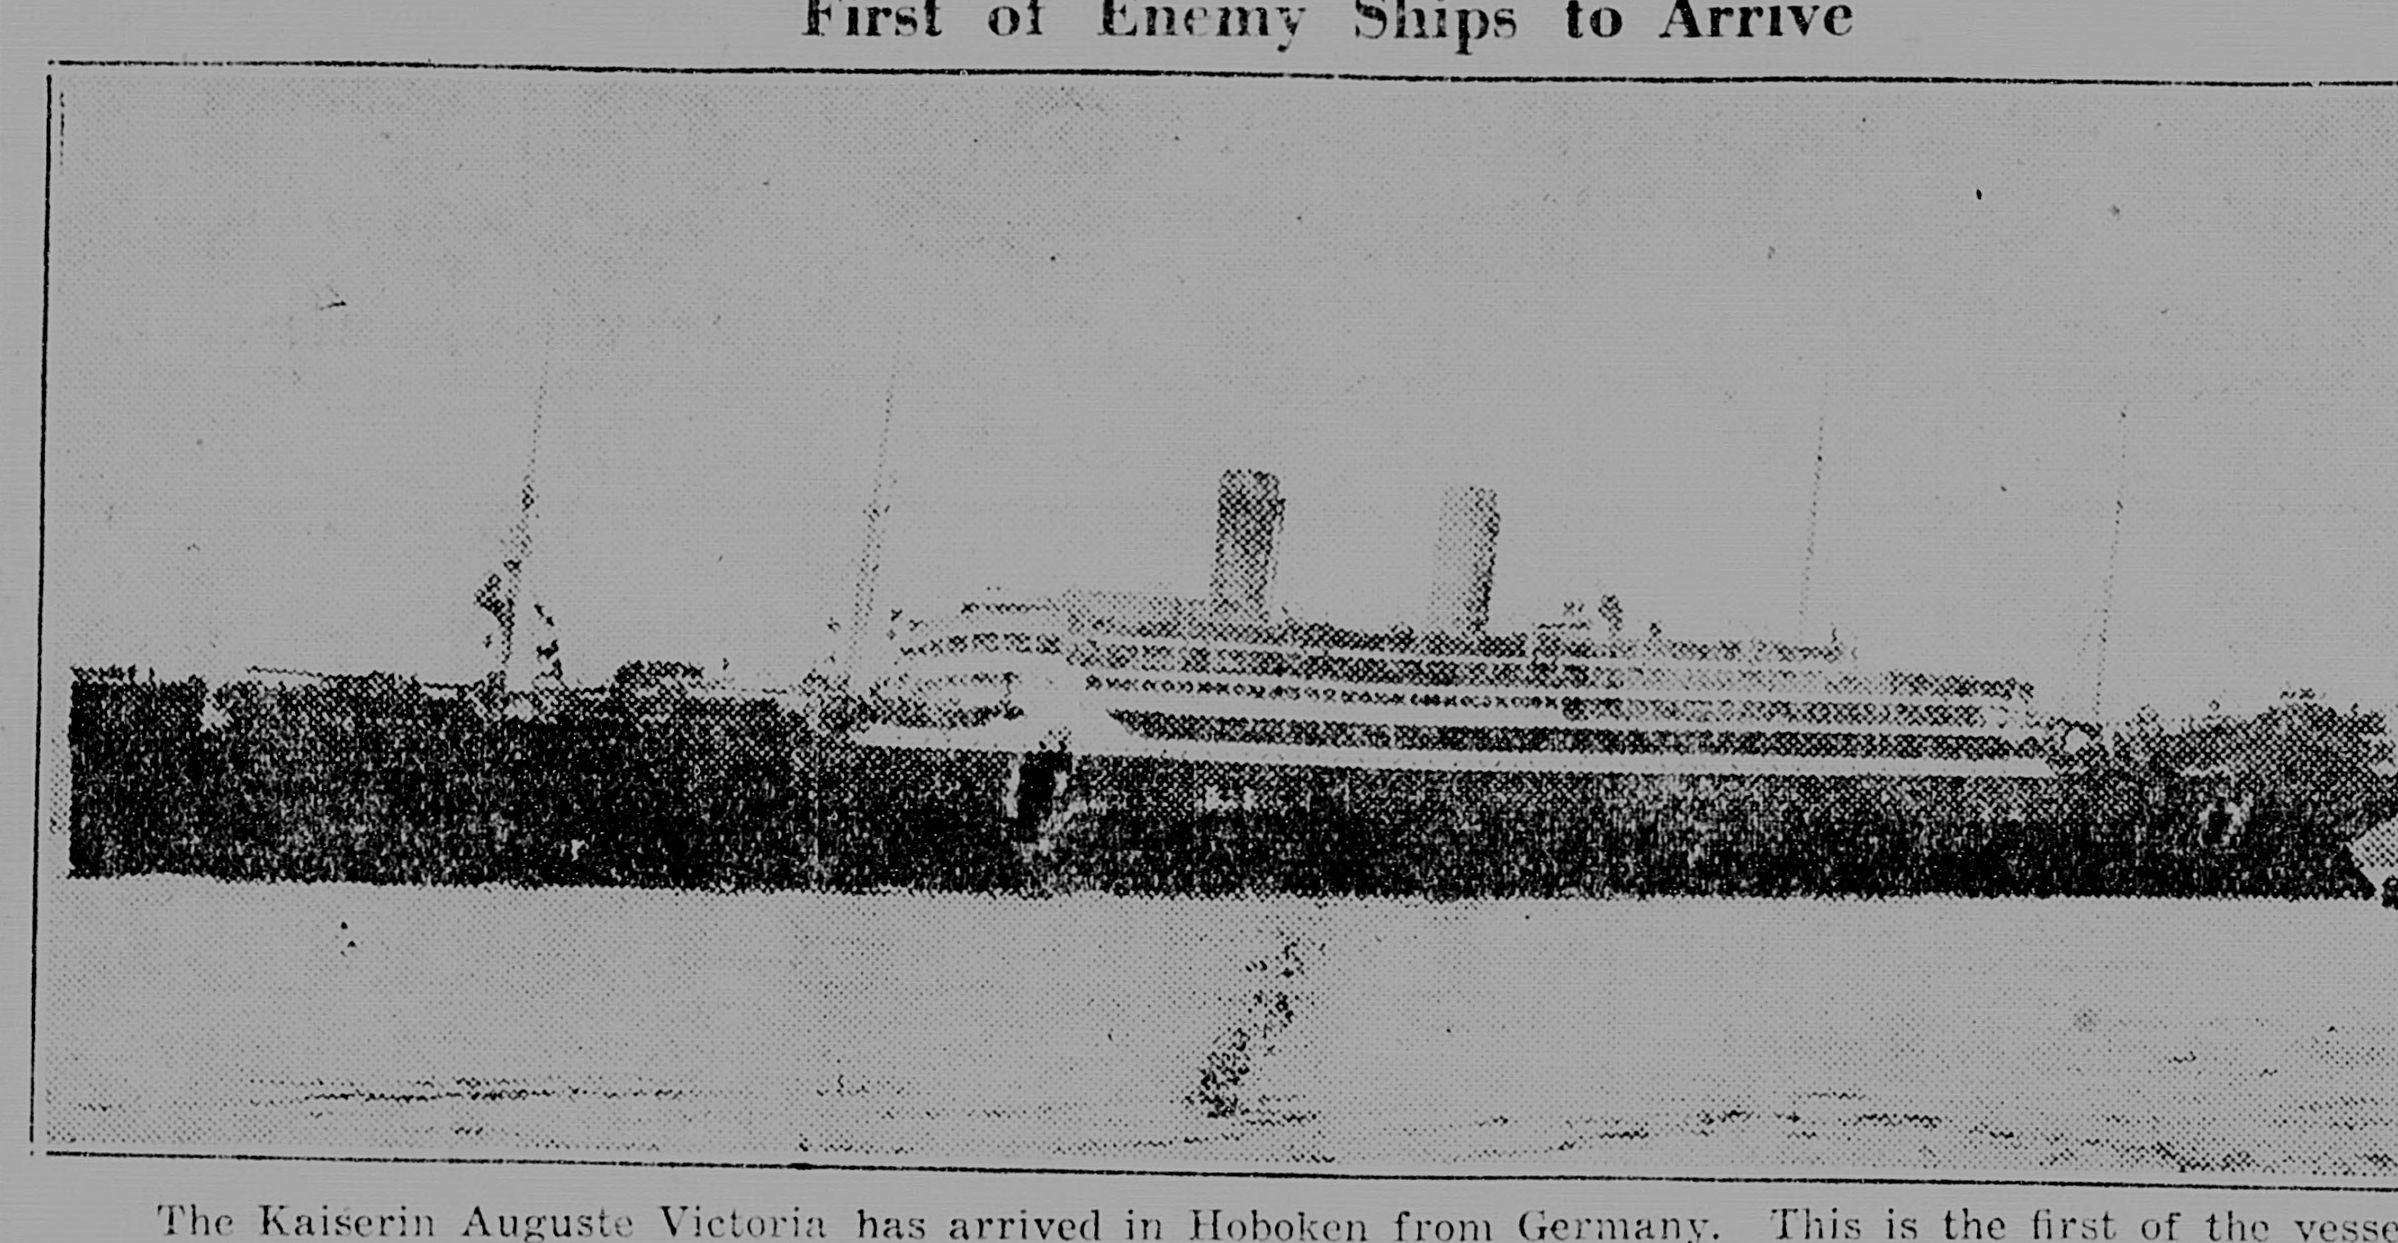 First of Enemy Ships to Arrive
The Kaiserin Auguste Victoria has arrived in Hoboken from Germany. This is the first of the vesse